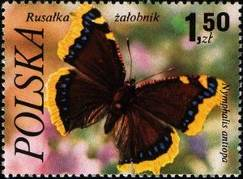 POLSKA
Rusałka żałobnik
1,50
zł
Nymphalis antiopa